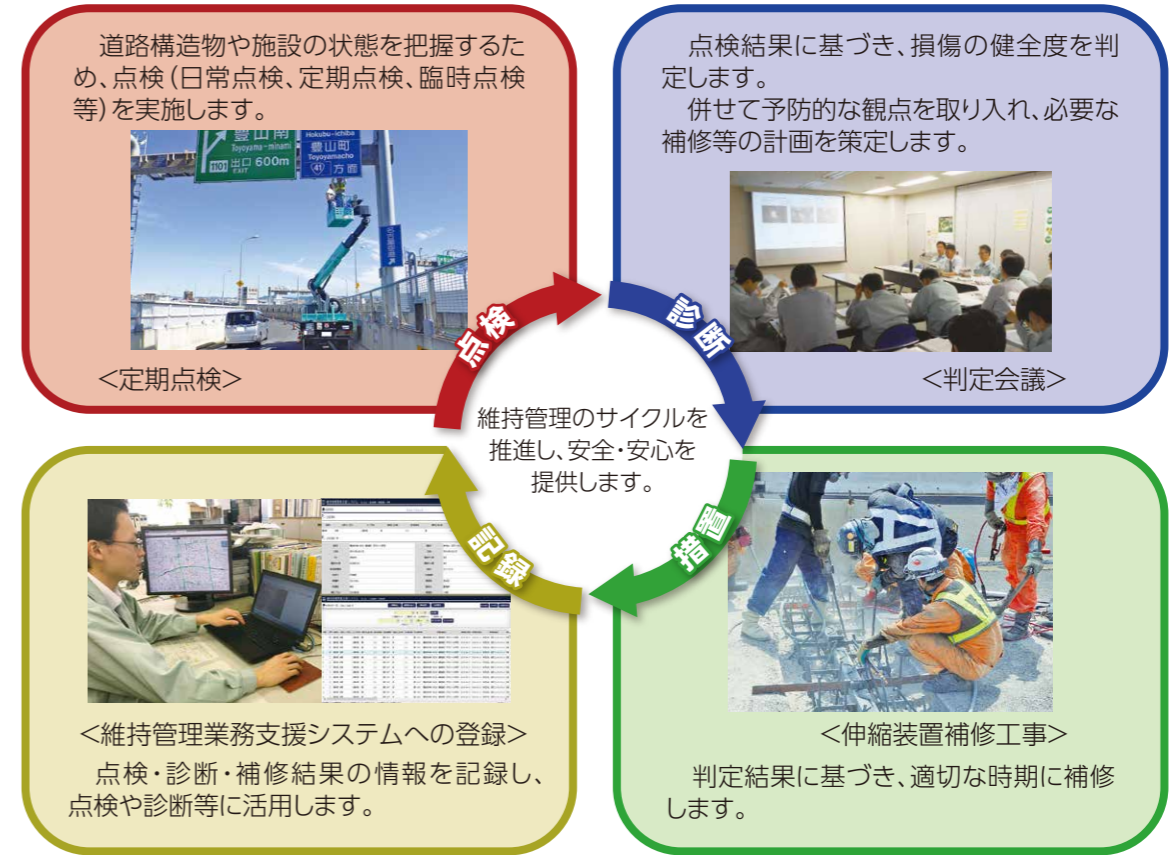 道路構造物や施設の状態を把握するた
め、点検(日常点検、定期点検、臨時点検
等)を実施します。
豊山南
Toyoyama-minami
1101 出口 600m
EXIT
Hokubu-ichiba
豊山町
Toyoyamacho
41 方面
<定期点検>
点検結果に基づき、損傷の健全度を判
定します。
併せて予防的な観点を取り入れ、必要な
補修等の計画を策定します。
<判定会議>
点検
診断
措置
記録
維持管理のサイクルを
推進し、安全・安心を
提供します。
<維持管理業務支援システムへの登録>
点検・診断・補修結果の情報を記録し、
点検や診断等に活用します。
<伸縮装置補修工事>
判定結果に基づき、適切な時期に補修
します。